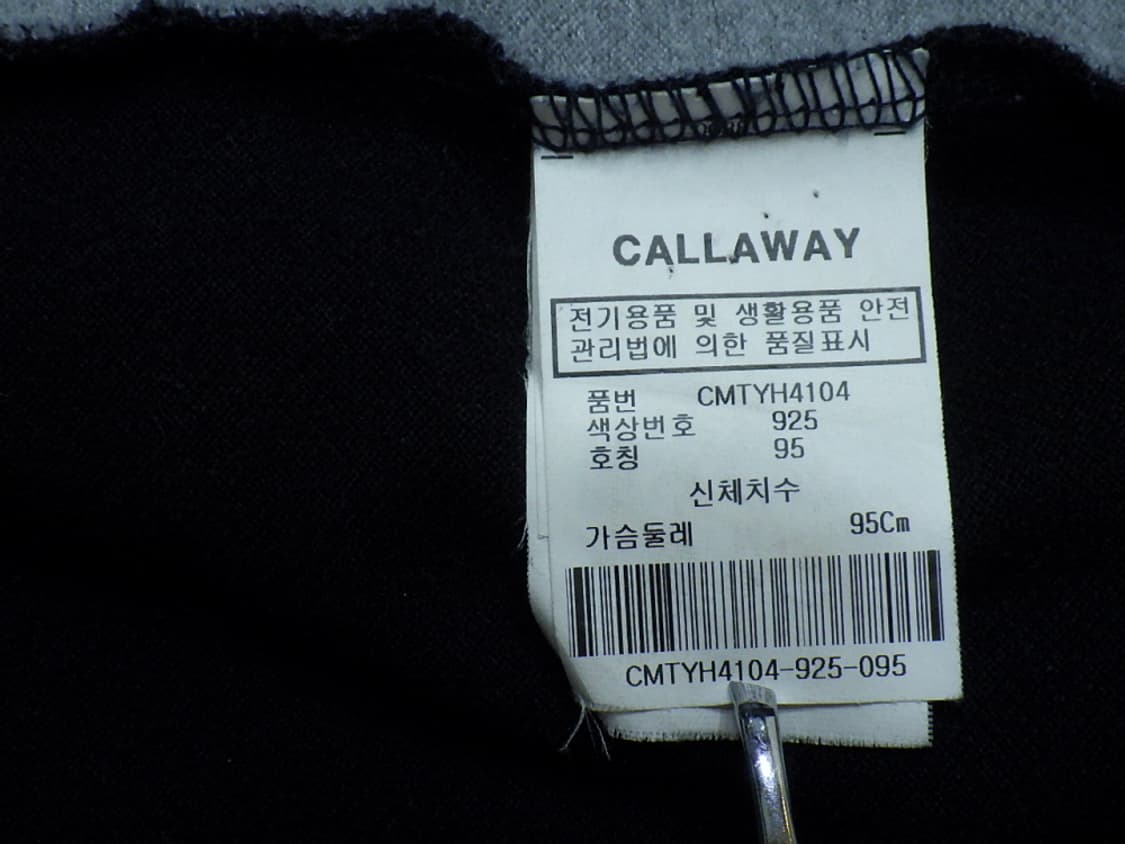 CALLAWAY
전기용품 및 생활용품 안전
관리법에 의한 품질표시
품번 CMTYH4104
색상번호 925
호칭 95
신체치수
가슴둘레 95Cm
CMTYH4104-925-095